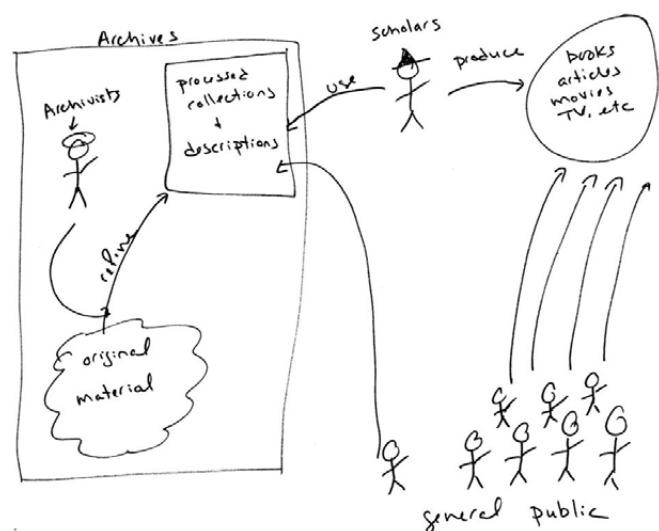 Archives
Archivists
processed
collections
+
descriptions
refine
original
material
scholars
use
produce
books
articles
movies
TV, etc
general public